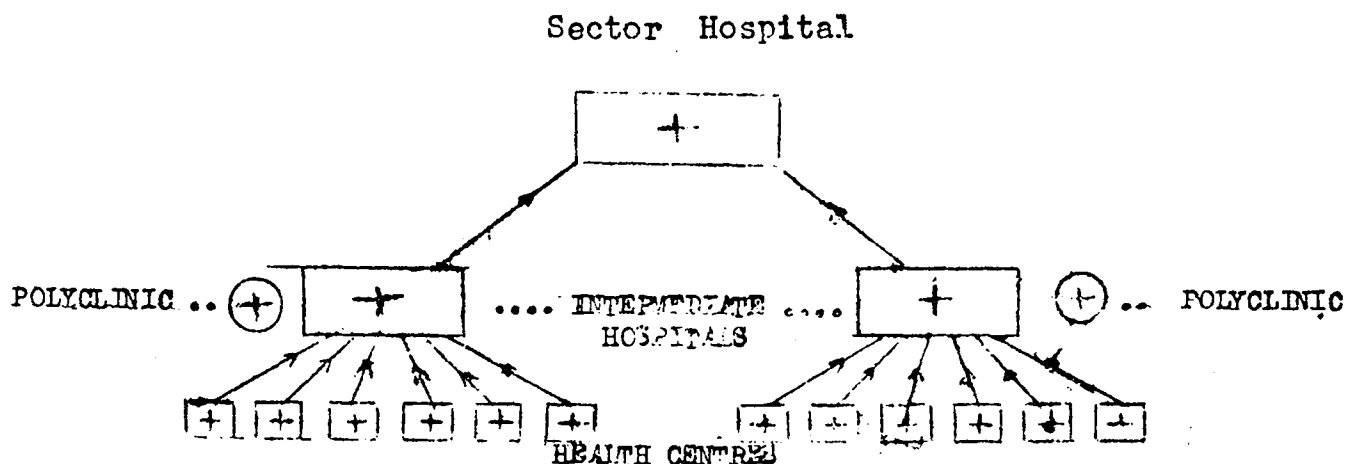 Sector Hospital
POLYCLINIC .. .... INTERMEDIATE .... .. POLYCLINIC
HOSPITALS
HEALTH CENTRES